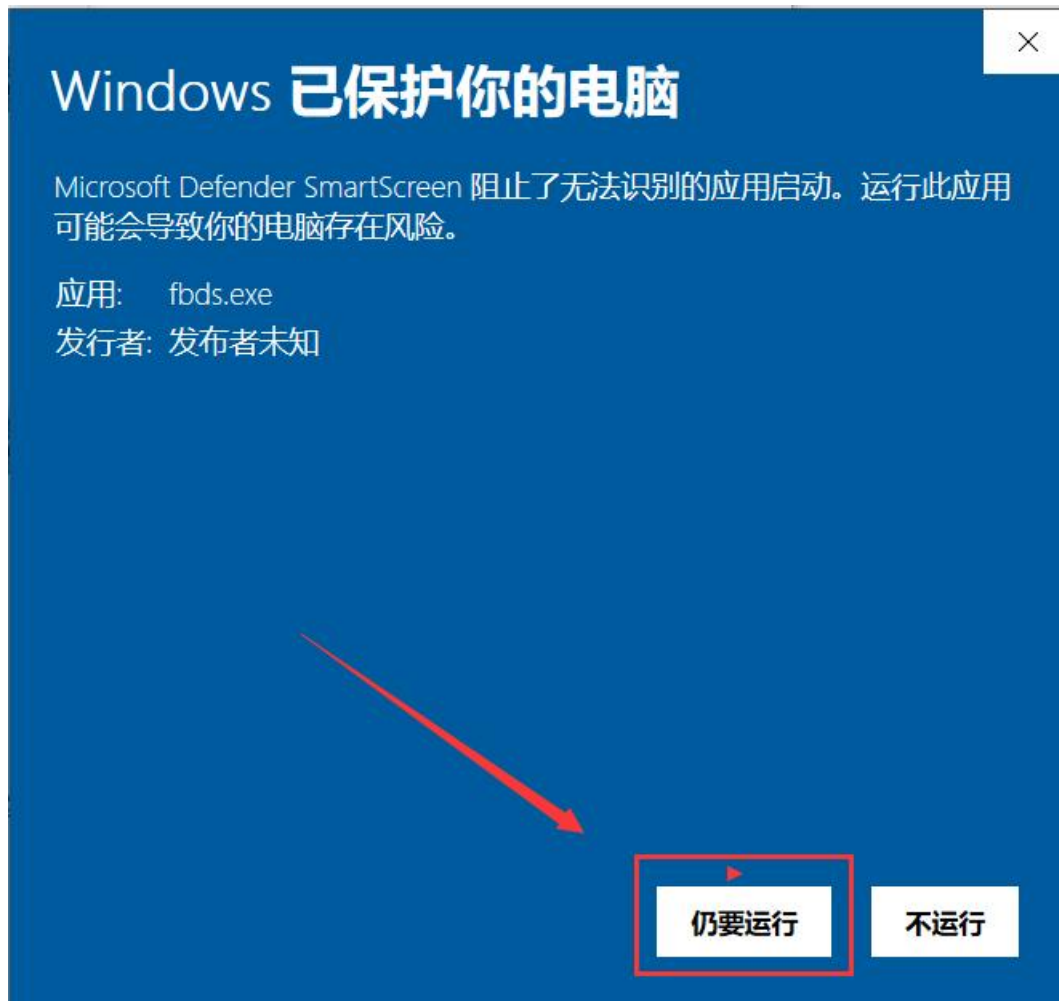 Windows 已保护你的电脑
Microsoft Defender SmartScreen 阻止了无法识别的应用启动。运行此应用
可能会导致你的电脑存在风险。
应用: fbds.exe
发行者: 发布者未知
仍要运行 不运行